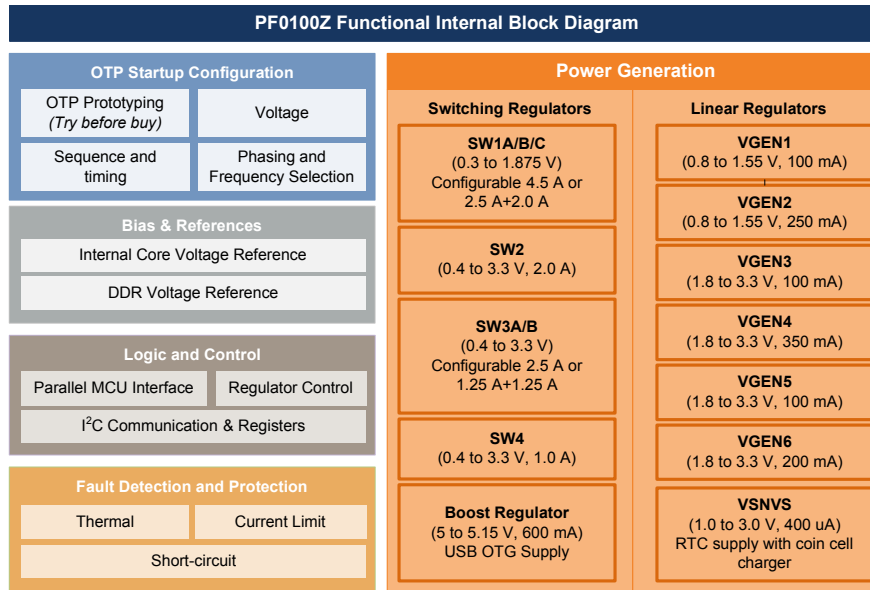 PF0100Z Functional Internal Block Diagram
OTP Startup Configuration
OTP Prototyping
(Try before buy)
Voltage
Sequence and
timing
Phasing and
Frequency Selection
Bias & References
Internal Core Voltage Reference
DDR Voltage Reference
Logic and Control
Parallel MCU Interface
Regulator Control
I²C Communication & Registers
Fault Detection and Protection
Thermal
Current Limit
Short-circuit
Power Generation
Switching Regulators
SW1A/B/C
(0.3 to 1.875 V)
Configurable 4.5 A or
2.5 A+2.0 A
SW2
(0.4 to 3.3 V, 2.0 A)
SW3A/B
(0.4 to 3.3 V)
Configurable 2.5 A or
1.25 A+1.25 A
SW4
(0.4 to 3.3 V, 1.0 A)
Boost Regulator
(5 to 5.15 V, 600 mA)
USB OTG Supply
Linear Regulators
VGEN1
(0.8 to 1.55 V, 100 mA)
VGEN2
(0.8 to 1.55 V, 250 mA)
VGEN3
(1.8 to 3.3 V, 100 mA)
VGEN4
(1.8 to 3.3 V, 350 mA)
VGEN5
(1.8 to 3.3 V, 100 mA)
VGEN6
(1.8 to 3.3 V, 200 mA)
VSNVS
(1.0 to 3.0 V, 400 uA)
RTC supply with coin cell
charger